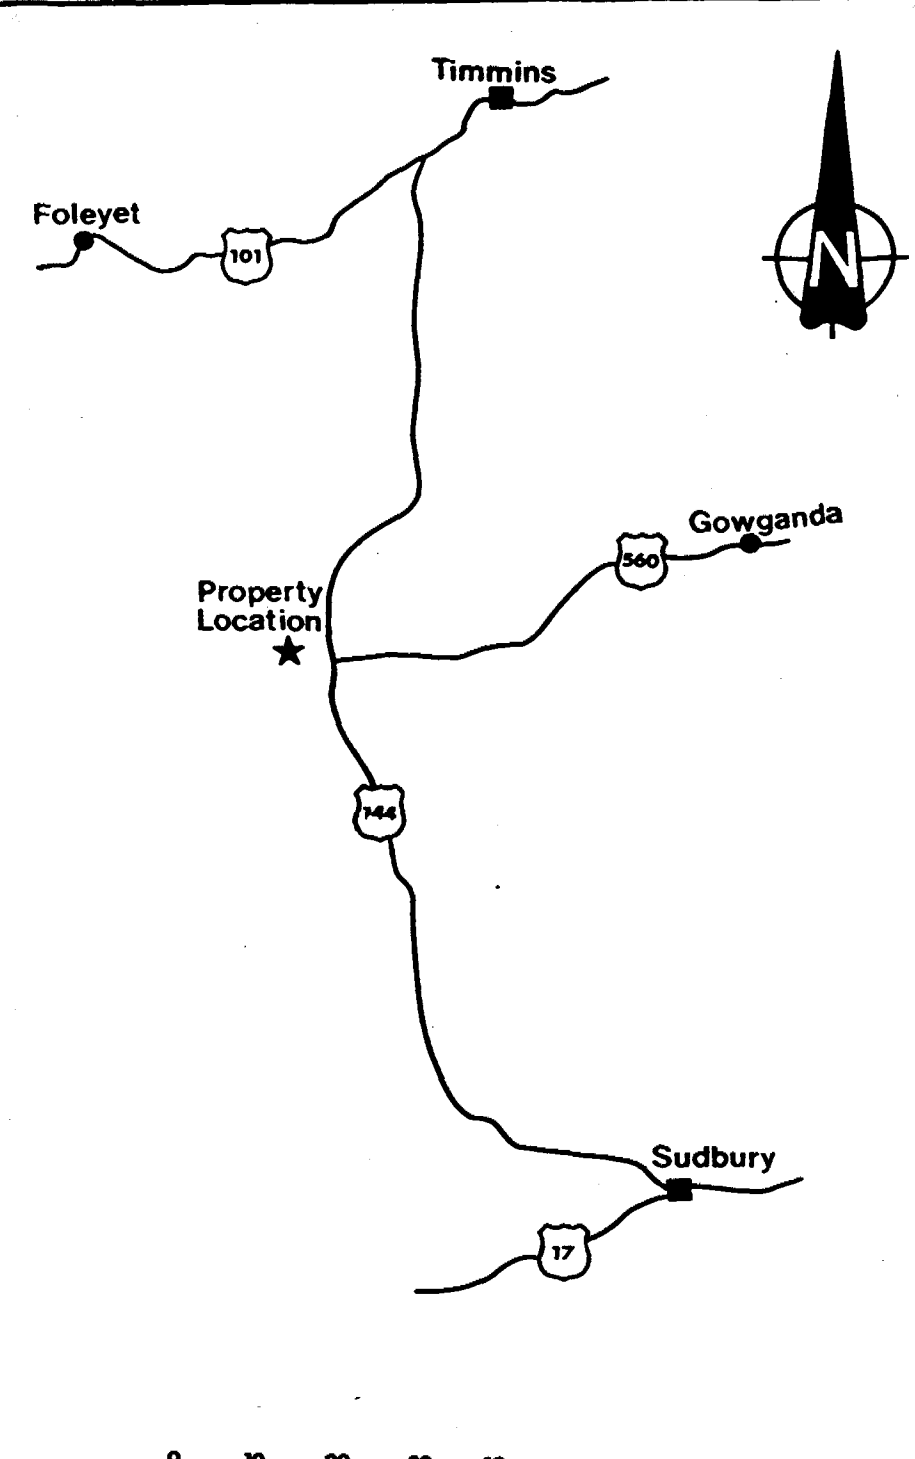 Timmins
Foleyet
101
N
Gowganda
560
Property
Location
144
Sudbury
17